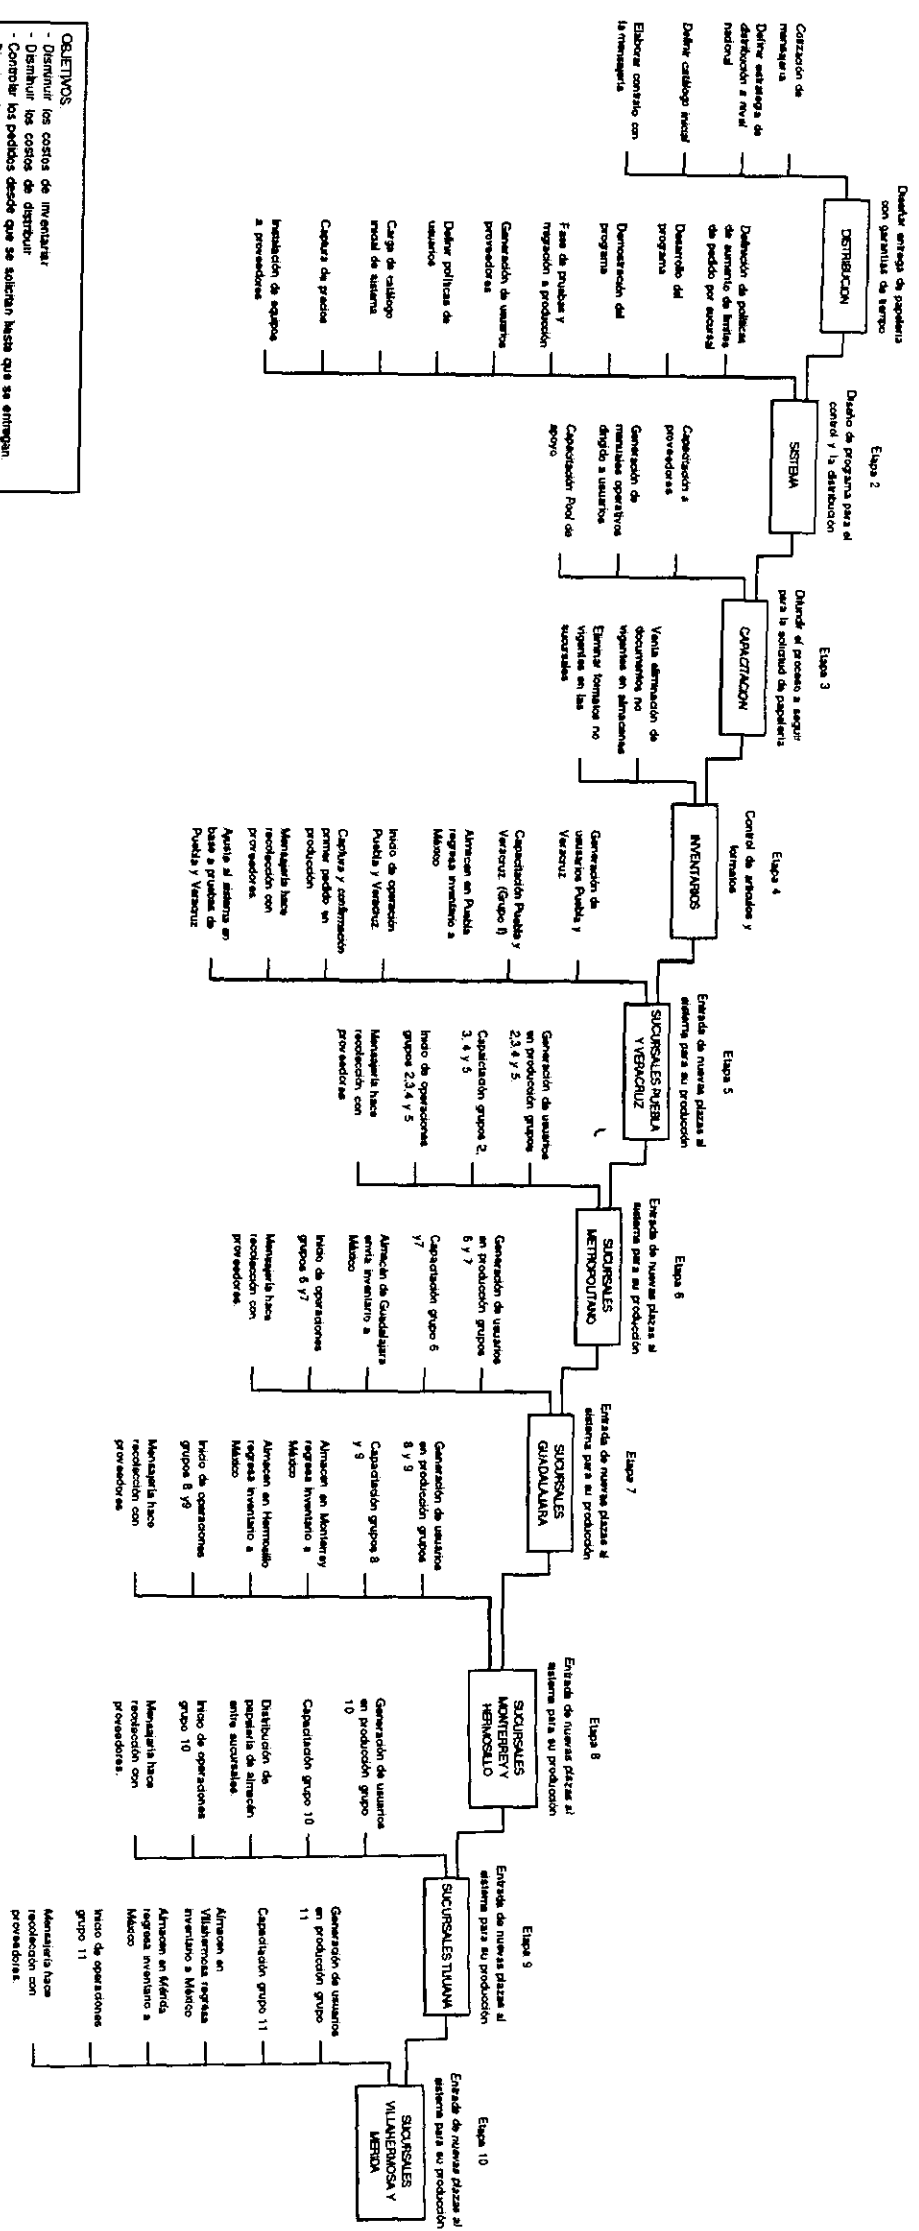 Diseñar entrega de papelería
con garantías de tiempo
DISTRIBUCION
Cotización de
mensajería
Definir estrategia de
distribución a nivel
nacional
Definir catálogo inicial
Elaborar contrato con
la mensajería
Etapa 2
Diseño de programa para el
control y la distribución
SISTEMA
Definición de políticas
de aumento de límites
de pedido por sucursal
Desarrollo del
programa
Demostración del
programa
Fase de pruebas y
migración a producción
Generación de usuarios
proveedores
Definir políticas de
usuarios
Carga de catálogo
inicial de sistema
Captura de precios
Instalación de equipos
a proveedores
Etapa 3
Difundir el proceso a seguir
para la solicitud de papelería
CAPACITACION
Capacitación a
proveedores
Generación de
manuales operativos
dirigido a usuarios
Capacitación Pool de
apoyo
Etapa 4
Control de artículos y
formatos
INVENTARIOS
Venta eliminación de
documentos no
vigentes en almacenes
Eliminar formatos no
vigentes en las
sucursales
Etapa 5
Entrada de nuevas plazas al
sistema para su producción
SUCURSALES PUEBLA
Y VERACRUZ
Generación de
ususarios Puebla y
Veracruz
Capacitación Puebla y
Veracruz (Grupo I)
Almacen en Puebla
regresa inventario a
México
Inicio de operación
Puebla y Veracruz
Captura y confirmación
primer pedido en
producción
Mensajería hace
recolección con
proveedores.
Ajuste al sistema en
base a pruebas de
Puebla y Veracruz
Etapa 6
Entrada de nuevas plazas al
sistema para su producción
SUCURSALES
METROPOLITANO
Generación de usuarios
en producción grupos
2,3,4 y 5.
Capaictación grupos 2,
3, 4 y 5
Inicio de operaciones
grupos 2,3,4 y 5
Mensajería hace
recolección con
proveedores
Etapa 7
Entrada de nuevas plazas al
sistema para su producción
SUCURSALES
GUADALAJARA
Generación de usuarios
en producción grupos
6 y 7
Capacitación grupo 6
y7
Almacén de Guadalajara
envía inventario a
México
Inicio de operaciones
grupos 6 y7
Mensajería hace
recolección con
proveedores.
Etapa 8
Entrada de nuevas plazas al
sistema para su producción
SUCURSALES
MONTERREY Y
HERMOSILLO
Generación de usuarios
en producción grupos
8 y 9
Capacitación grupos 8
y 9
Almacen en Monterrey
regresa inventario a
México
Almacen en Hermosillo
regresa inventario a
México
Inicio de operaciones
grupos 8 y9
Mensajería hace
recolección con
proveedores
Etapa 9
Entrada de nuevas plazas al
sistema para su producción
SUCURSALES TIJUANA
Generación de usuarios
en producción grupo
10
Capacitación grupo 10
Distribución de
papelería de almacén
entre sucursales.
Inicio de operaciones
grupo 10
Mensajería hace
recolección con
proveedores.
Etapa 10
Entrada de nuevas plazas al
sistema para su producción
SUCURSALES
VILLAHERMOSA Y
MERIDA
Generación de usuarios
en producción grupo
11
Capacitación grupo 11
Almacen en
Villahermosa regresa
inventario a México
Almacen en Mérida
regresa inventario a
México
Inicio de operaciones
grupo 11
Mensajería hace
recolección con
proveedores.
OBJETIVOS.
- Disminuir los costos de inventariar
- Disminuir los costos de distribuir
- Controlar los pedidos desde que se solicitan hasta que se entregan.